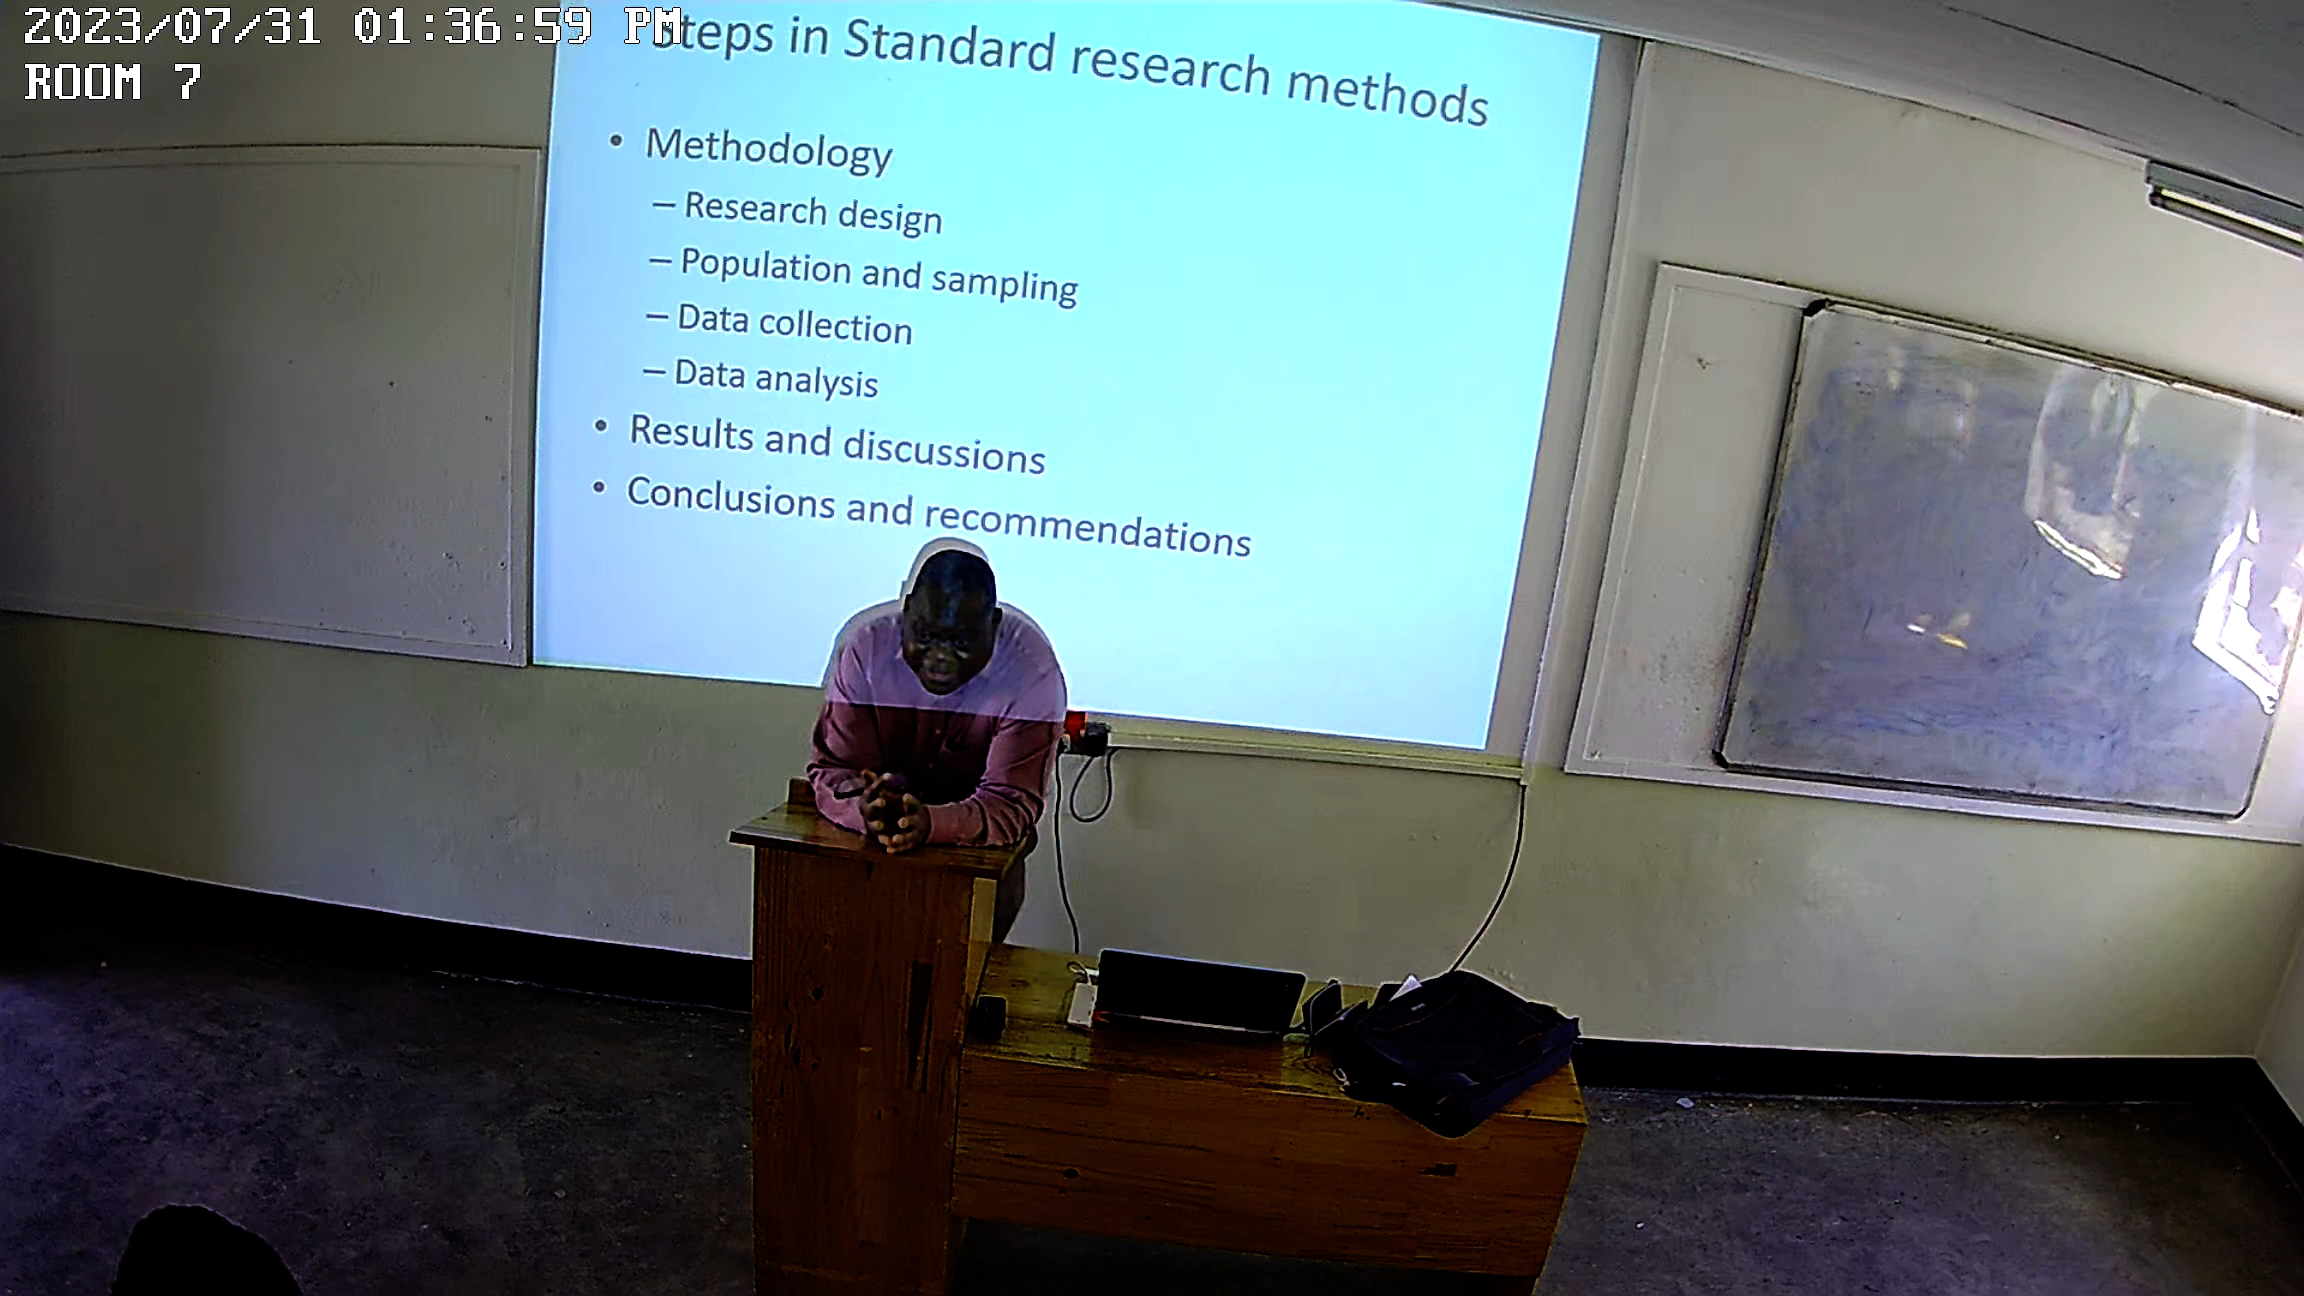 2023/07/31 01:36:59 PM
ROOM 7
Steps in Standard research methods
• Methodology
– Research design
– Population and sampling
– Data collection
– Data analysis
• Results and discussions
• Conclusions and recommendations